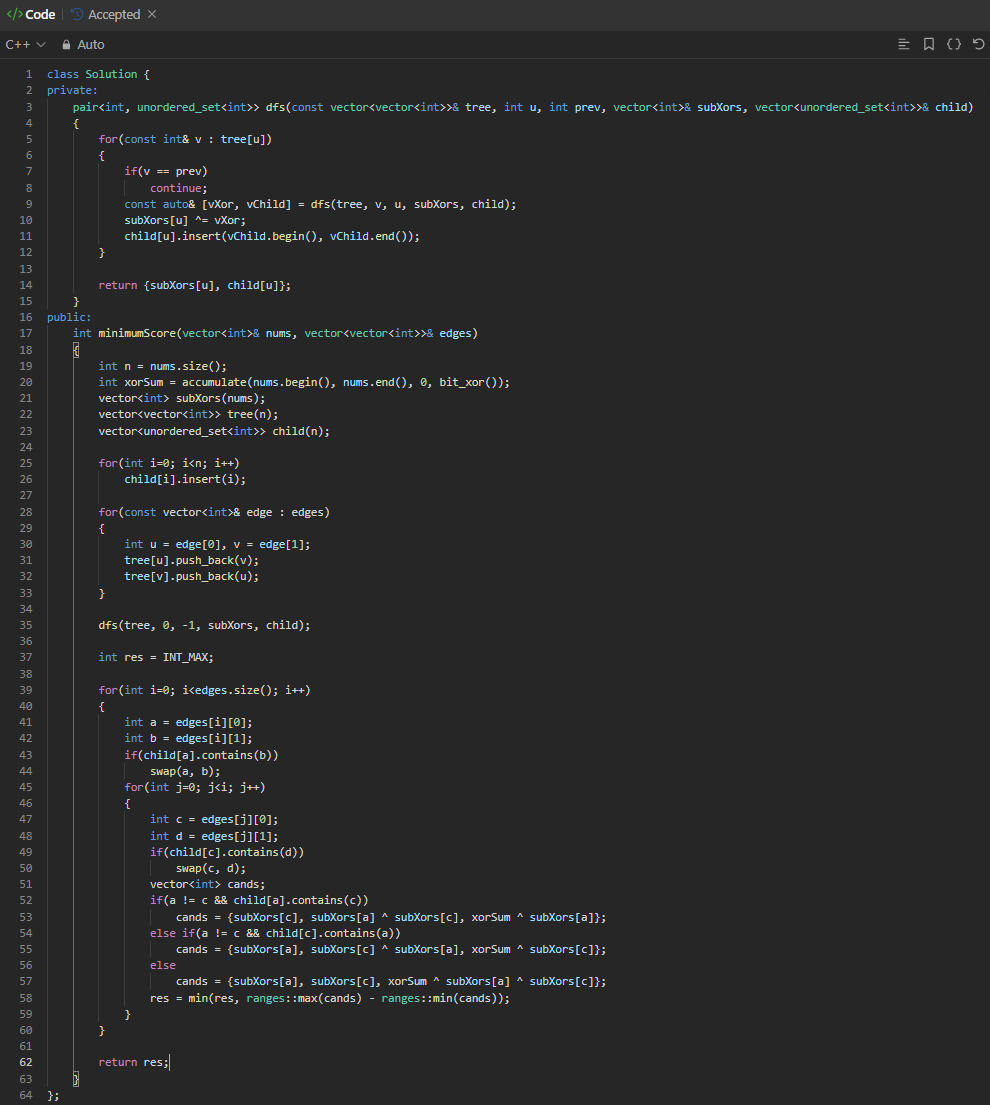 </> Code | Accepted ×
C++ Auto
1 class Solution {
2 private:
3     pair<int, unordered_set<int>> dfs(const vector<vector<int>>& tree, int u, int prev, vector<int>& subXors, vector<unordered_set<int>>& child)
4     {
5         for(const int& v : tree[u])
6         {
7             if(v == prev)
8                 continue;
9             const auto& [vXor, vChild] = dfs(tree, v, u, subXors, child);
10             subXors[u] ^= vXor;
11             child[u].insert(vChild.begin(), vChild.end());
12         }
13
14         return {subXors[u], child[u]};
15     }
16 public:
17     int minimumScore(vector<int>& nums, vector<vector<int>>& edges)
18     {
19         int n = nums.size();
20         int xorSum = accumulate(nums.begin(), nums.end(), 0, bit_xor());
21         vector<int> subXors(nums);
22         vector<vector<int>> tree(n);
23         vector<unordered_set<int>> child(n);
24
25         for(int i=0; i<n; i++)
26             child[i].insert(i);
27
28         for(const vector<int>& edge : edges)
29         {
30             int u = edge[0], v = edge[1];
31             tree[u].push_back(v);
32             tree[v].push_back(u);
33         }
34
35         dfs(tree, 0, -1, subXors, child);
36
37         int res = INT_MAX;
38
39         for(int i=0; i<edges.size(); i++)
40         {
41             int a = edges[i][0];
42             int b = edges[i][1];
43             if(child[a].contains(b))
44                 swap(a, b);
45             for(int j=0; j<i; j++)
46             {
47                 int c = edges[j][0];
48                 int d = edges[j][1];
49                 if(child[c].contains(d))
50                     swap(c, d);
51                 vector<int> cands;
52                 if(a != c && child[a].contains(c))
53                     cands = {subXors[c], subXors[a] ^ subXors[c], xorSum ^ subXors[a]};
54                 else if(a != c && child[c].contains(a))
55                     cands = {subXors[a], subXors[c] ^ subXors[a], xorSum ^ subXors[c]};
56                 else
57                     cands = {subXors[a], subXors[c], xorSum ^ subXors[a] ^ subXors[c]};
58                 res = min(res, ranges::max(cands) - ranges::min(cands));
59             }
60         }
61
62         return res;
63     }
64 };